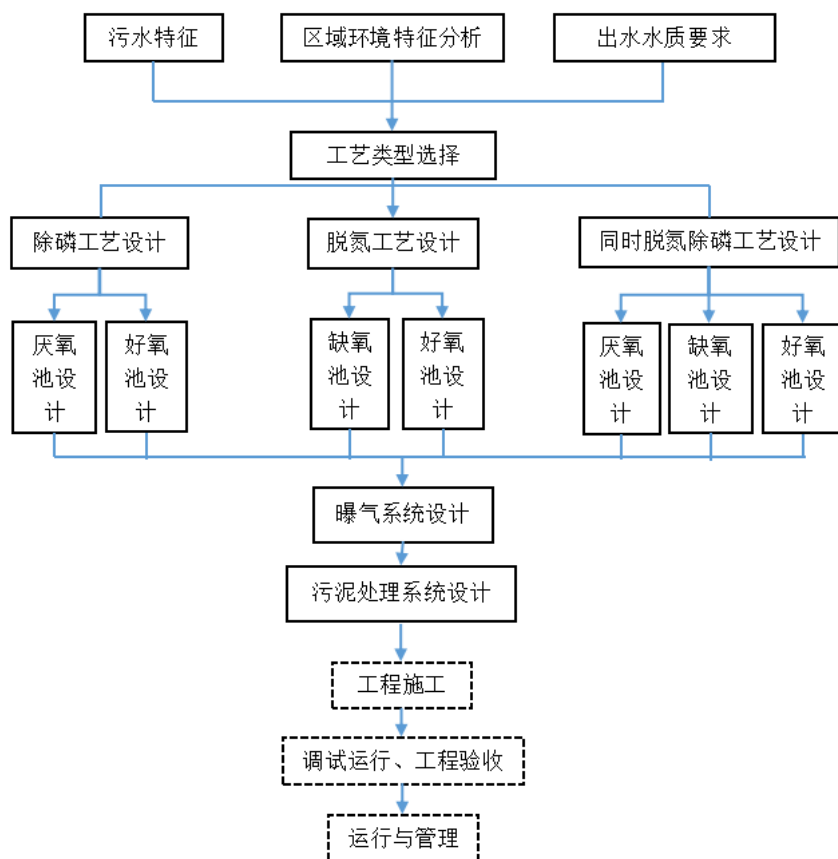 污水特征
区域环境特征分析
出水水质要求
工艺类型选择
除磷工艺设计
脱氮工艺设计
同时脱氮除磷工艺设计
厌氧
池设
计
好氧
池设
计
缺氧
池设
计
好氧
池设
计
厌氧
池设
计
缺氧
池设
计
好氧
池设
计
曝气系统设计
污泥处理系统设计
工程施工
调试运行、工程验收
运行与管理